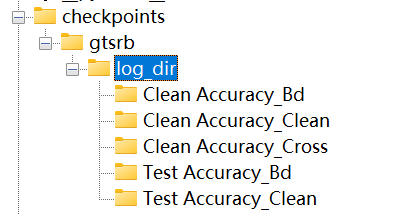 checkpoints
gtsrb
log_dir
Clean Accuracy_Bd
Clean Accuracy_Clean
Clean Accuracy_Cross
Test Accuracy_Bd
Test Accuracy_Clean